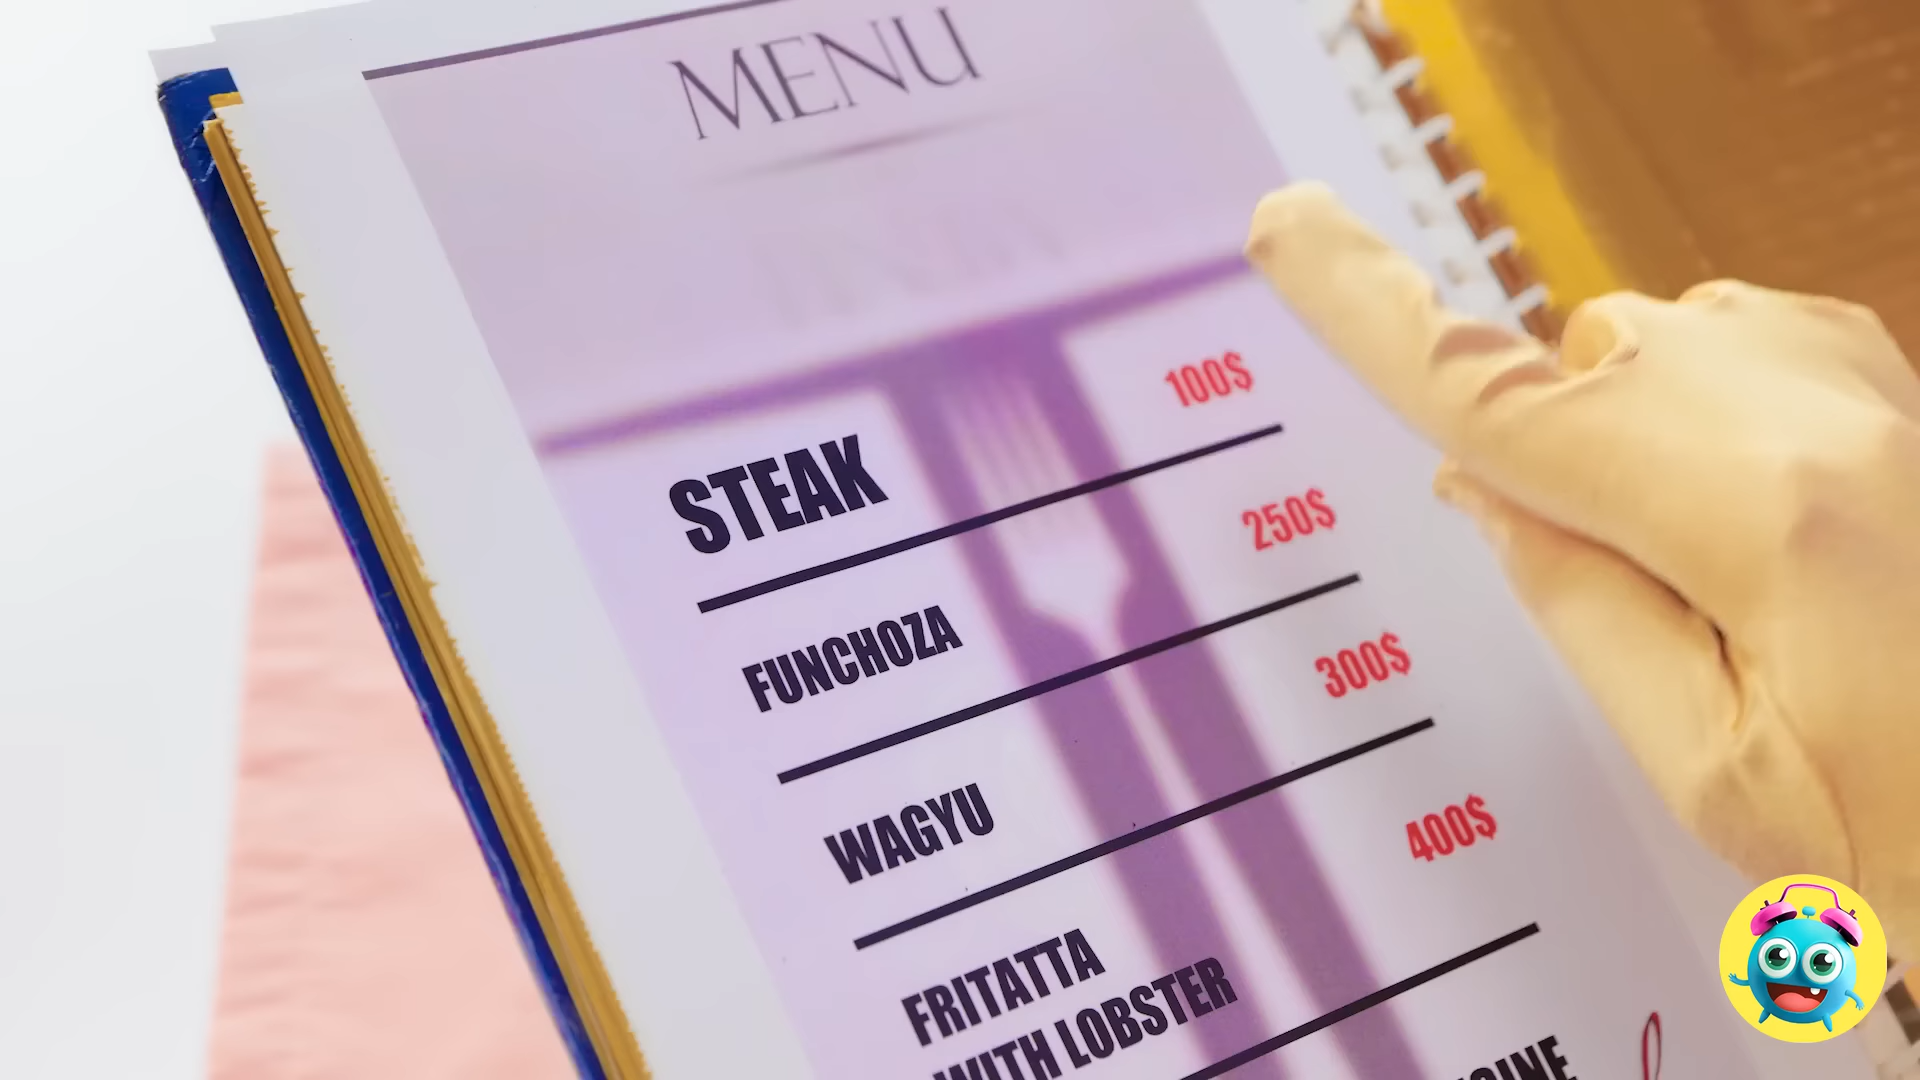 MENU
STEAK 100$
FUNCHOZA 250$
WAGYU 300$
FRITATTA 400$
WITH LOBSTER